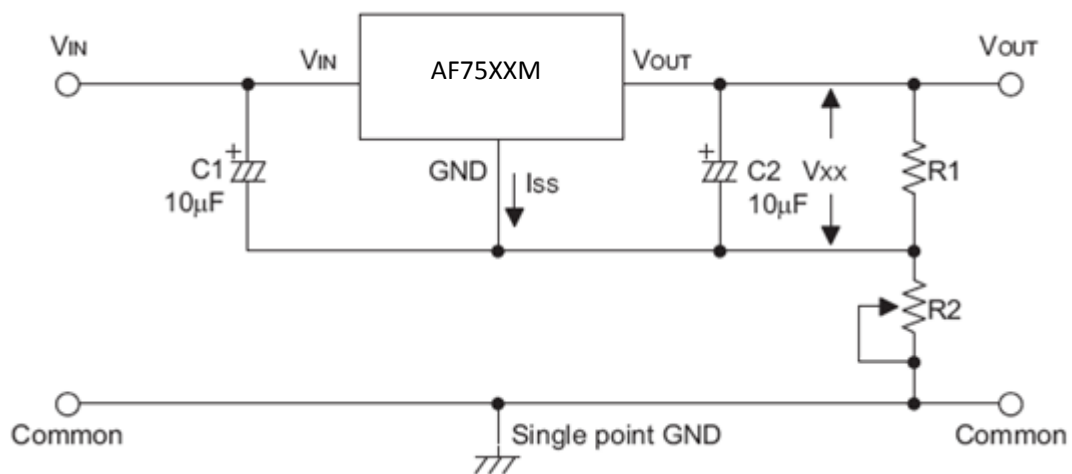 VIN
VIN
AF75XXM
VOUT
VOUT
C1
+
10μF
GND
ISS
+
C2
10μF
VXX
R1
R2
Common
Single point GND
Common